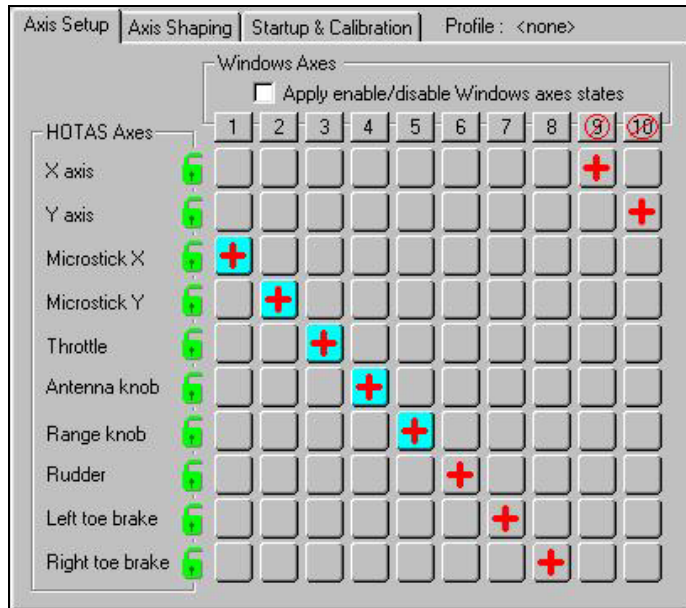 Axis Setup Axis Shaping Startup & Calibration Profile : <none>
Windows Axes
Apply enable/disable Windows axes states
HOTAS Axes 1 2 3 4 5 6 7 8 9 10
X axis
Y axis
Microstick X
Microstick Y
Throttle
Antenna knob
Range knob
Rudder
Left toe brake
Right toe brake